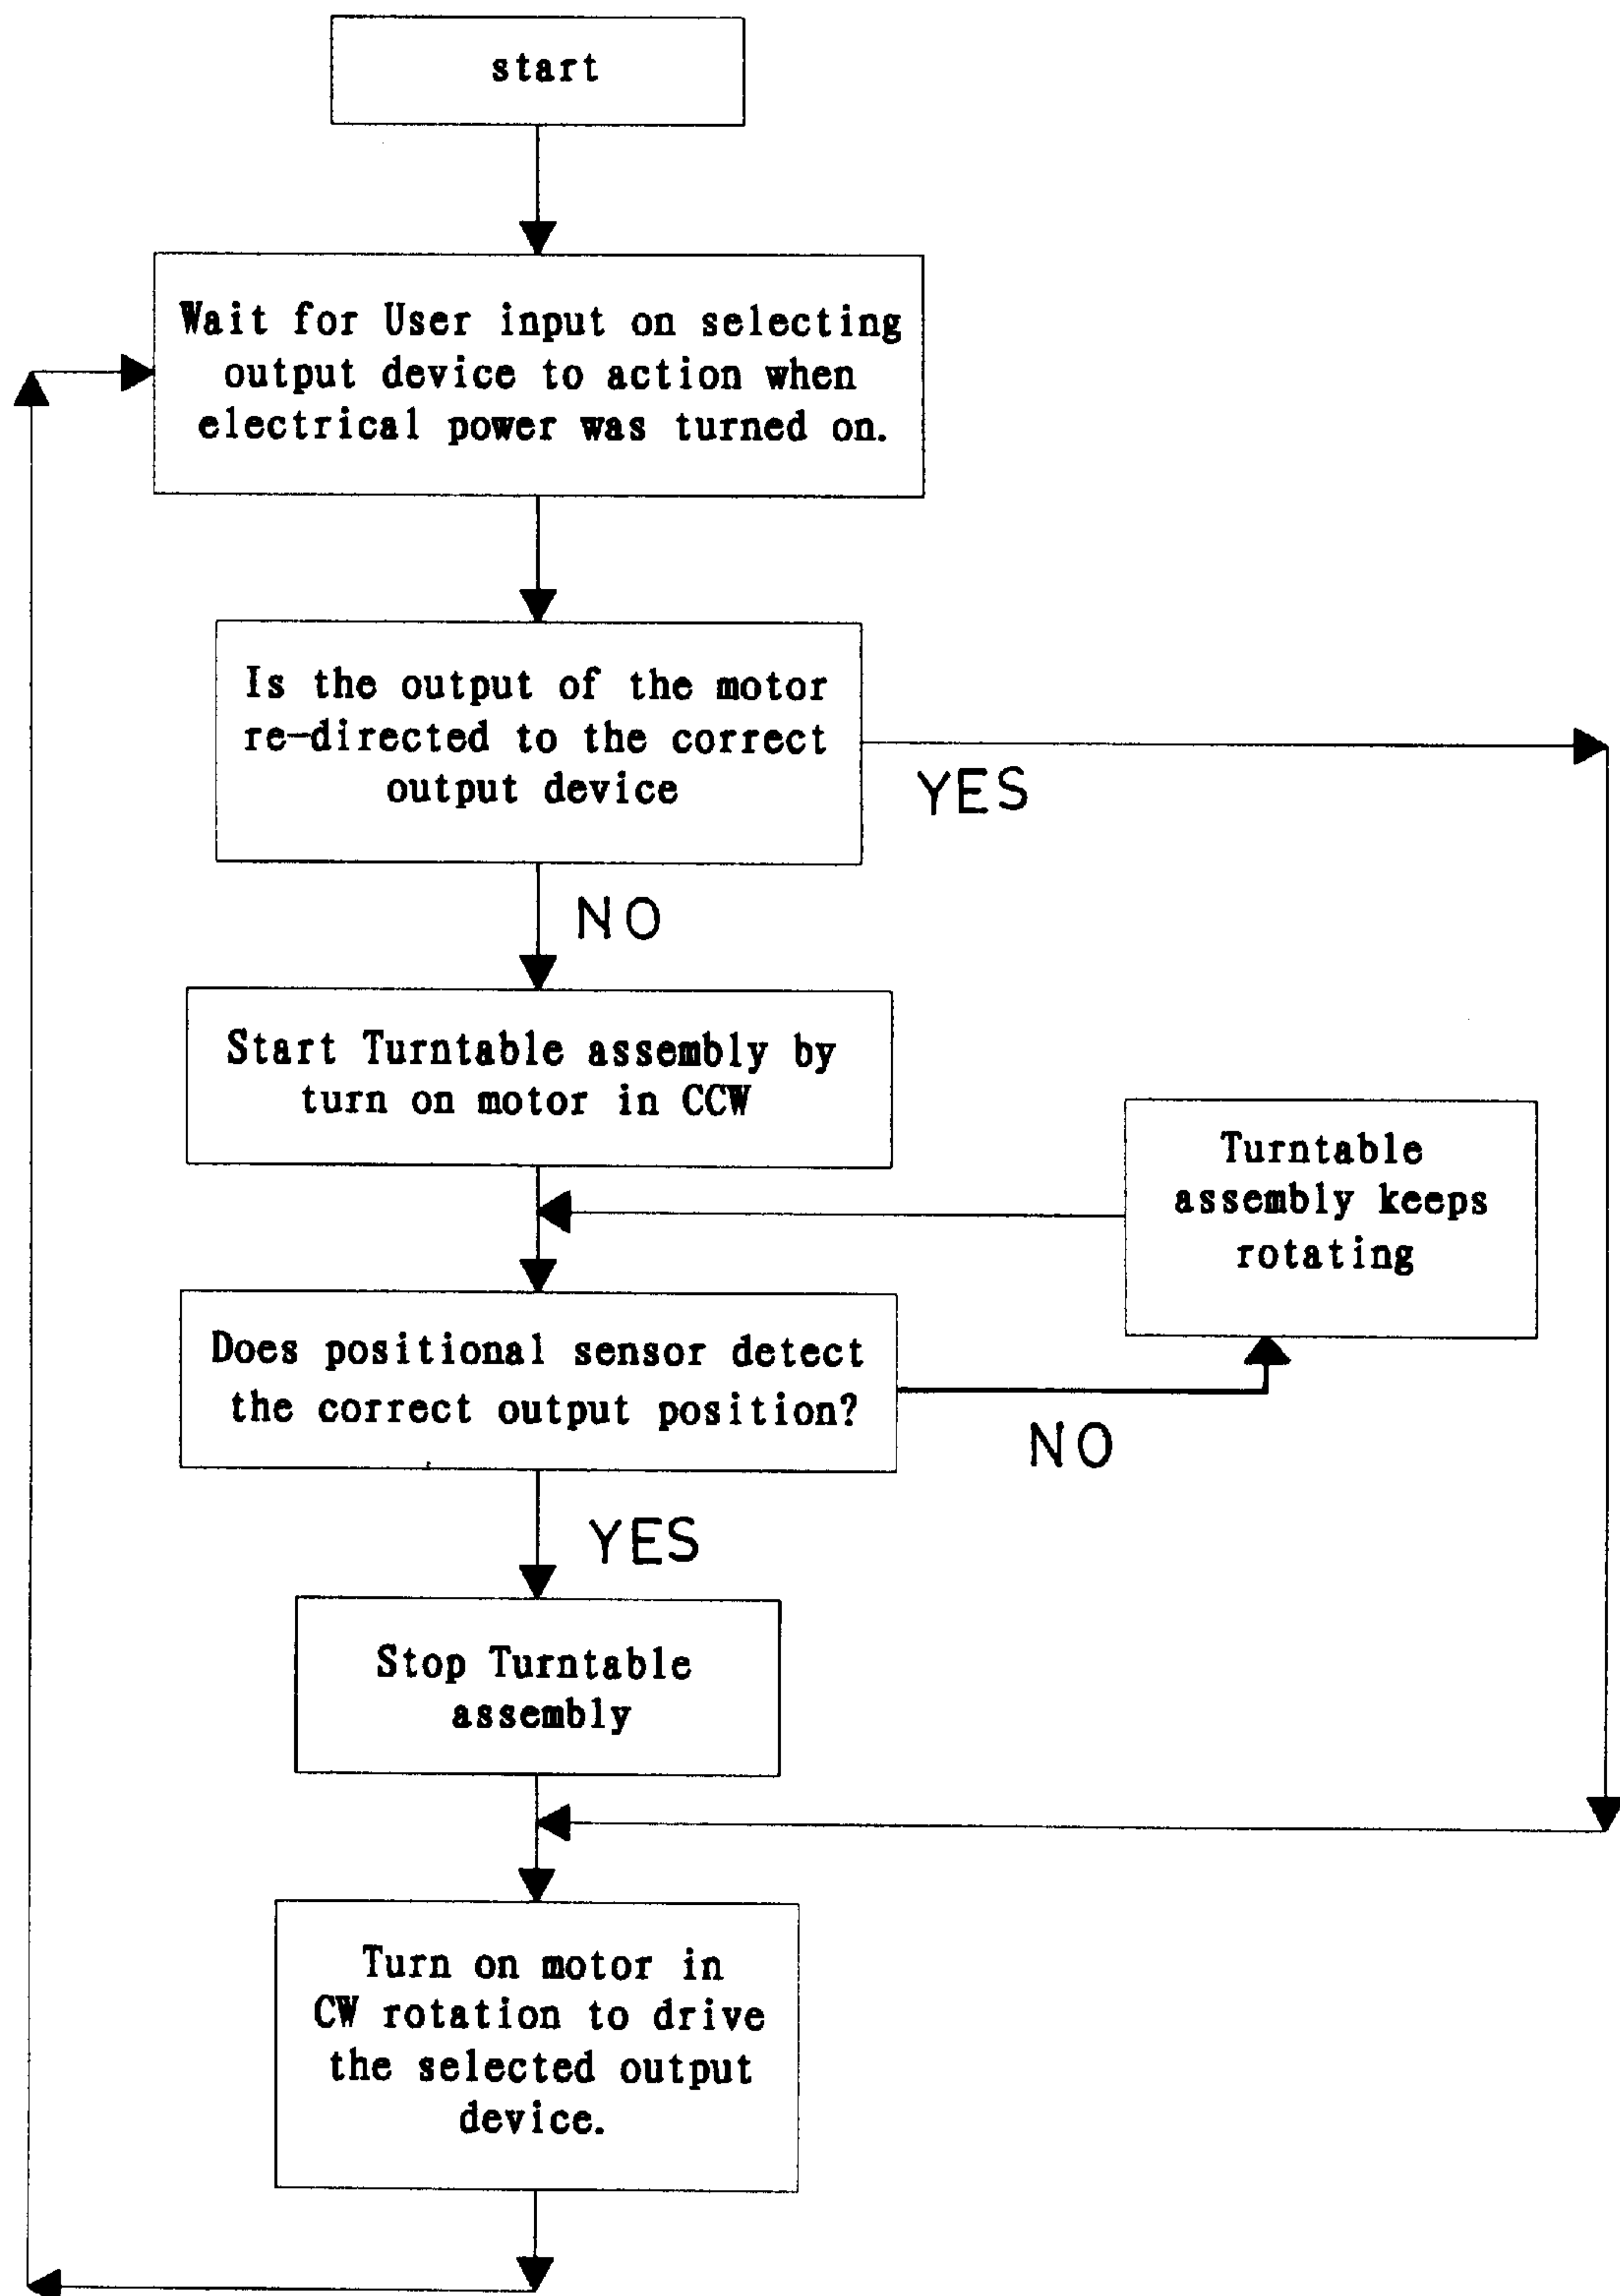 start
Wait for User input on selecting
output device to action when
electrical power was turned on.
Is the output of the motor
re-directed to the correct
output device
YES
NO
Start Turntable assembly by
turn on motor in CCW
Turntable
assembly keeps
rotating
Does positional sensor detect
the correct output position?
NO
YES
Stop Turntable
assembly
Turn on motor in
CW rotation to drive
the selected output
device.